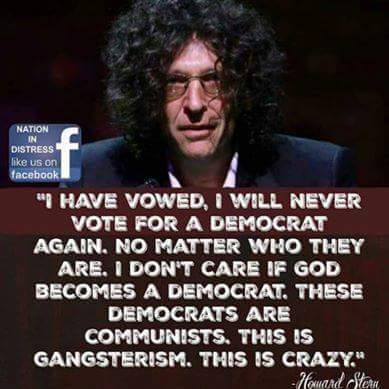 NATION
IN
DISTRESS
like us on
facebook
f
"I HAVE VOWED, I WILL NEVER
VOTE FOR A DEMOCRAT
AGAIN. NO MATTER WHO THEY
ARE. I DON'T CARE IF GOD
BECOMES A DEMOCRAT. THESE
DEMOCRATS ARE
COMMUNISTS. THIS IS
GANGSTERISM. THIS IS CRAZY."
-Howard Stern